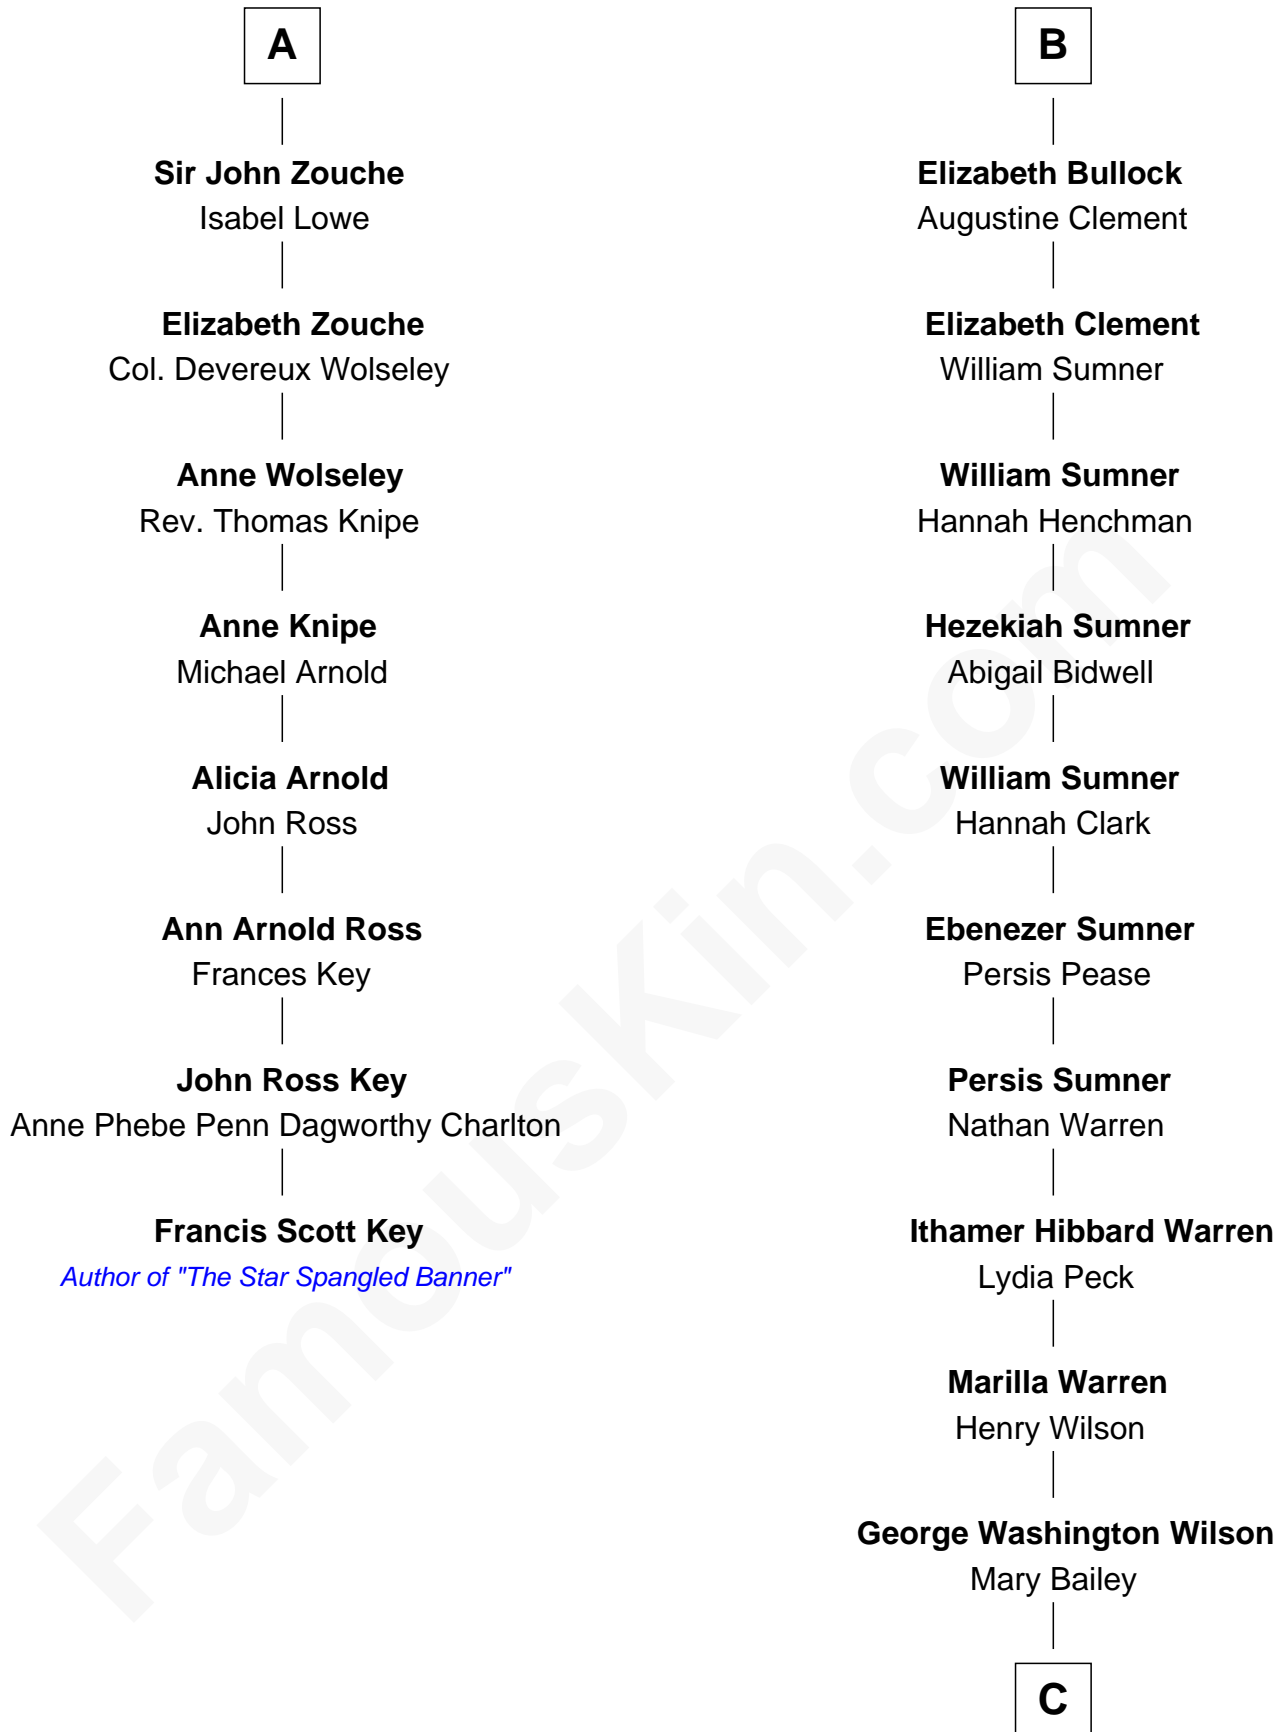 A
Sir John Zouche
Isabel Lowe
Elizabeth Zouche
Col. Devereux Wolseley
Anne Wolseley
Rev. Thomas Knipe
Anne Knipe
Michael Arnold
Alicia Arnold
John Ross
Ann Arnold Ross
Frances Key
John Ross Key
Anne Phebe Penn Dagworthy Charlton
Francis Scott Key
Author of "The Star Spangled Banner"
B
Elizabeth Bullock
Augustine Clement
Elizabeth Clement
William Sumner
William Sumner
Hannah Henchman
Hezekiah Sumner
Abigail Bidwell
William Sumner
Hannah Clark
Ebenezer Sumner
Persis Pease
Persis Sumner
Nathan Warren
Ithamer Hibbard Warren
Lydia Peck
Marilla Warren
Henry Wilson
George Washington Wilson
Mary Bailey
C
FamousKin.com